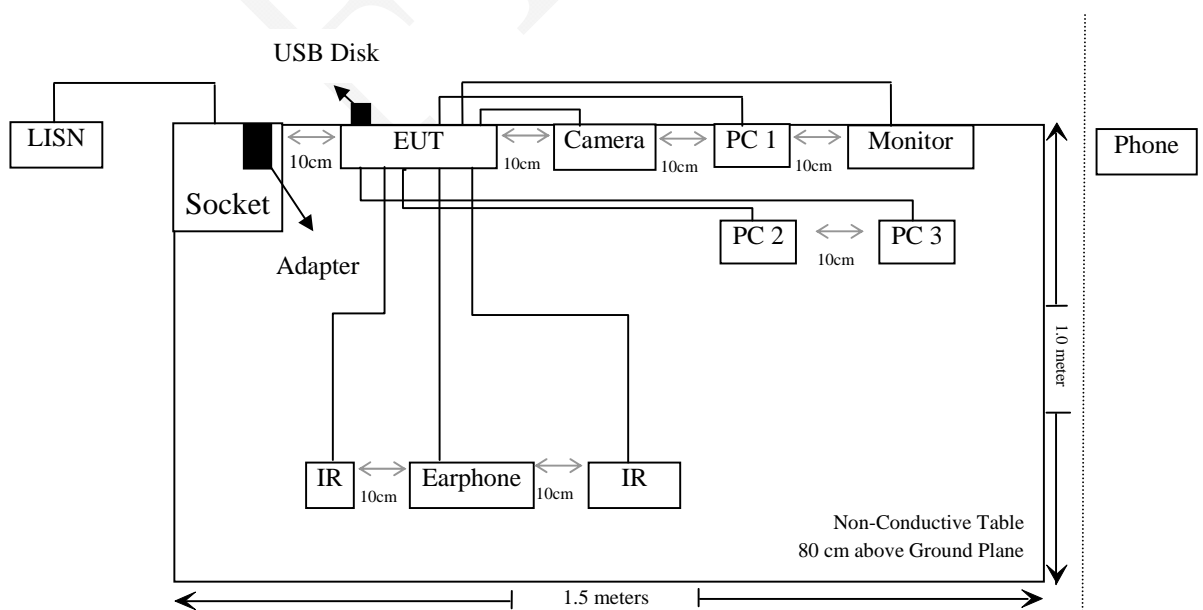 USB Disk
LISN
EUT
Camera
PC 1
Monitor
Phone
10cm
10cm
10cm
10cm
Socket
PC 2
PC 3
10cm
Adapter
1.0 meter
IR
Earphone
IR
10cm
10cm
Non-Conductive Table
80 cm above Ground Plane
1.5 meters